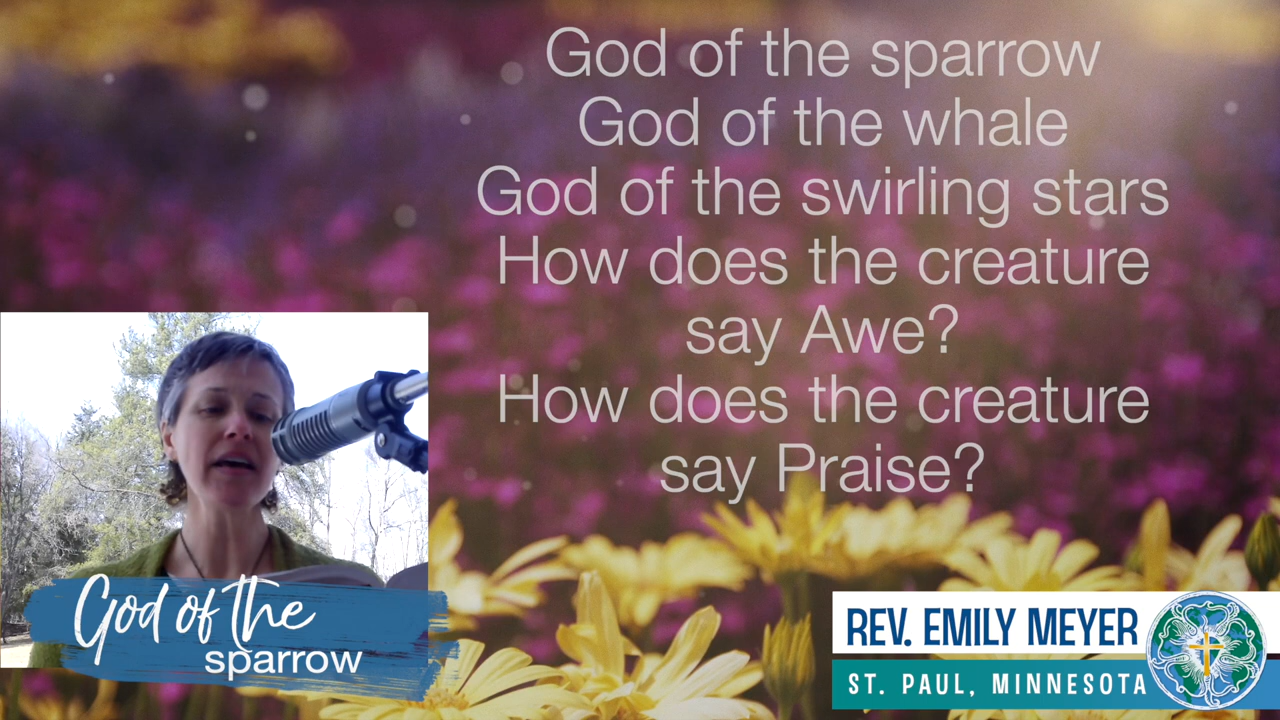 God of the sparrow
God of the whale
God of the swirling stars
How does the creature
say Awe?
How does the creature
say Praise?
God of the
sparrow
REV. EMILY MEYER
ST. PAUL, MINNESOTA